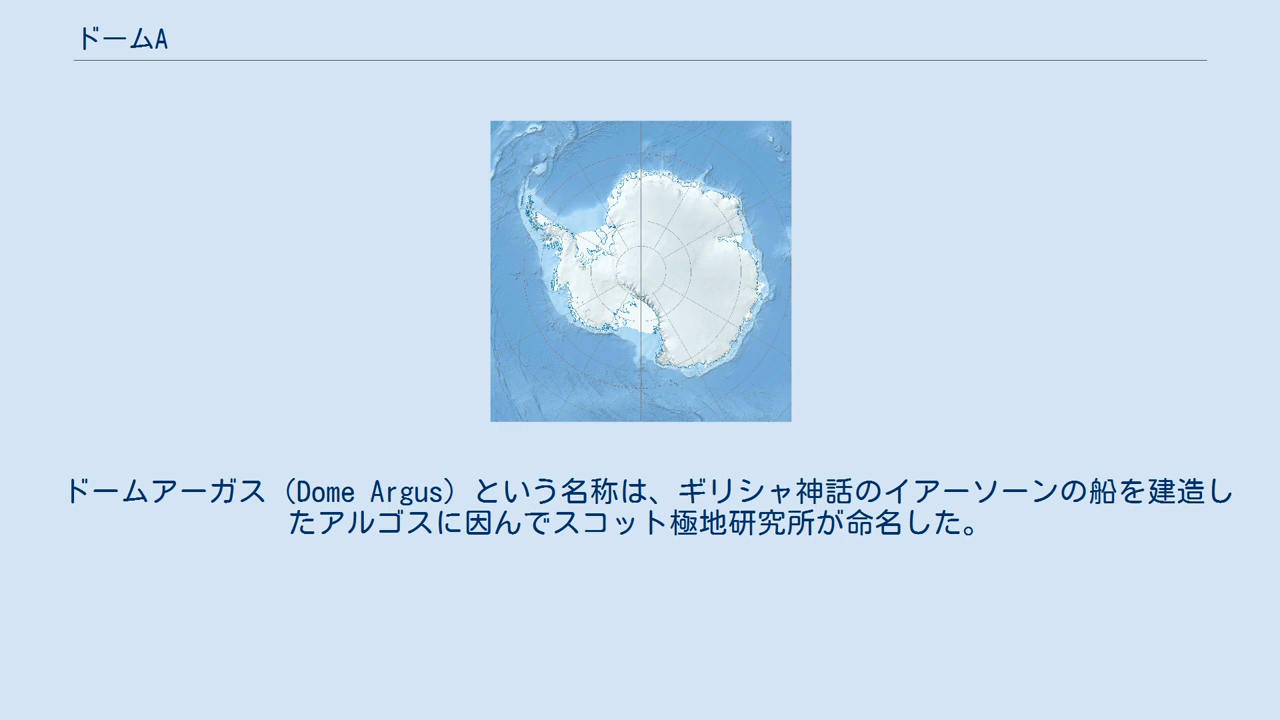 ドームA
ドームアーガス（Dome Argus）という名称は、ギリシャ神話のイアーソーンの船を建造し
たアルゴスに因んでスコット極地研究所が命名した。